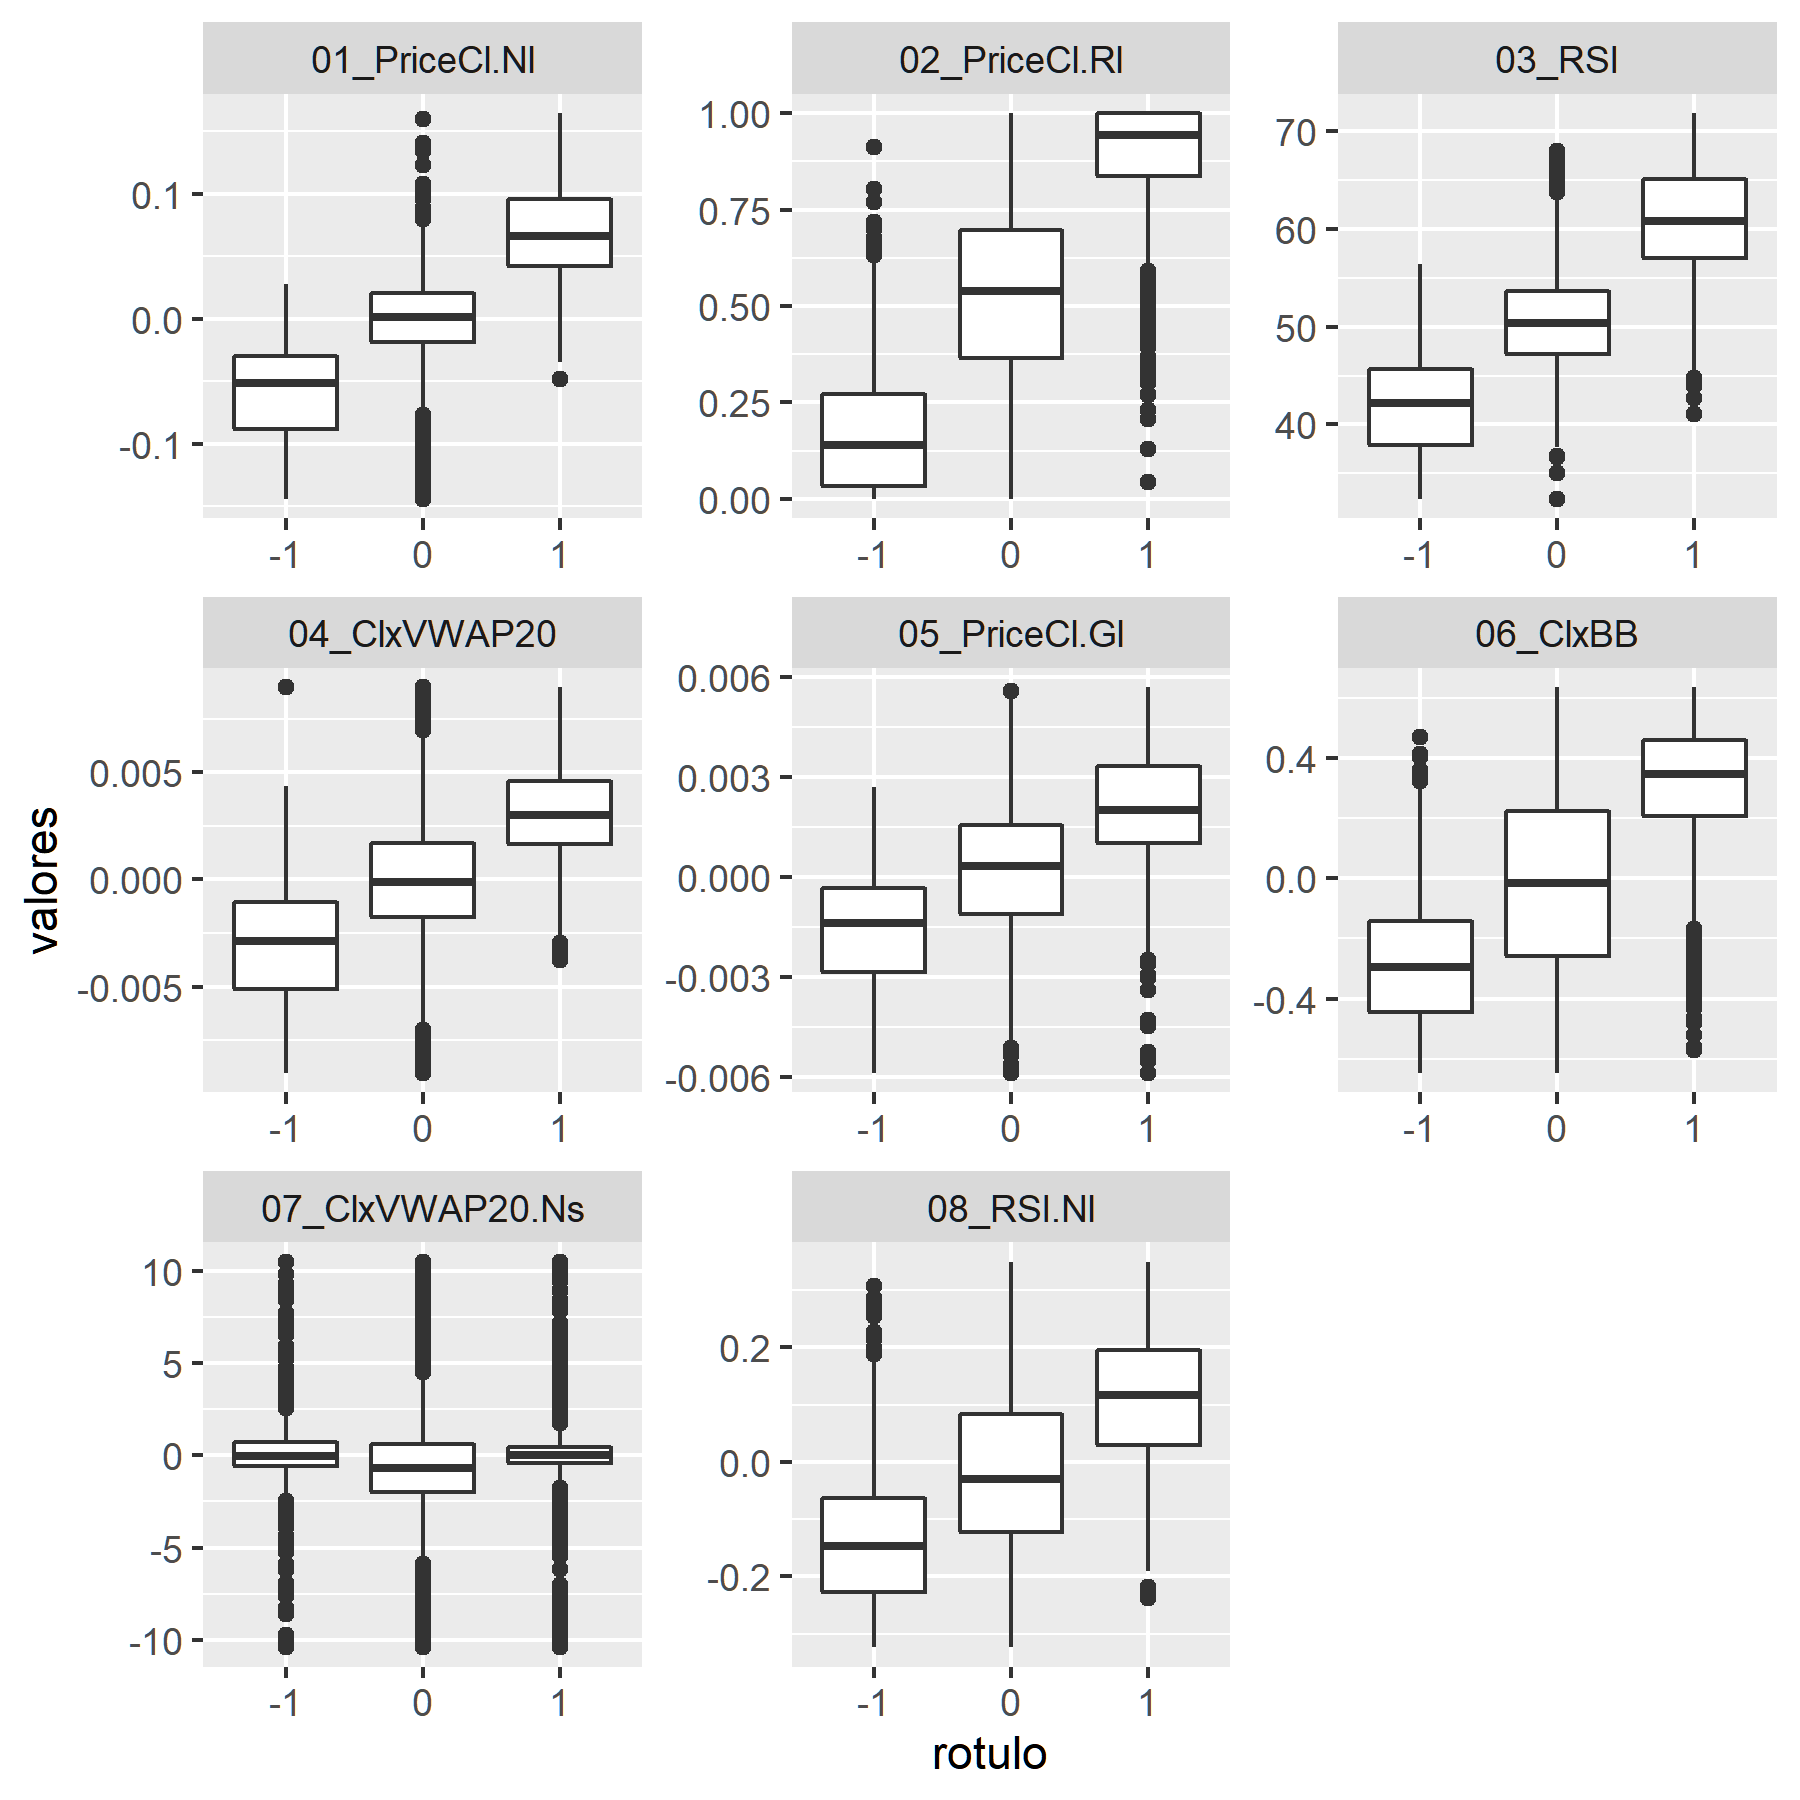 01_PriceCl.Nl 02_PriceCl.Rl 03_RSI
0.1
0.0
-0.1
-1 0 1
1.00
0.75
0.50
0.25
0.00
-1 0 1
70
60
50
40
-1 0 1
04_ClxVWAP20 05_PriceCl.Gl 06_ClxBB
valores
0.005
0.000
-0.005
-1 0 1
0.006
0.003
0.000
-0.003
-0.006
-1 0 1
0.4
0.0
-0.4
-1 0 1
07_ClxVWAP20.Ns 08_RSI.Nl
10
5
0
-5
-10
-1 0 1
0.2
0.0
-0.2
-1 0 1
rotulo